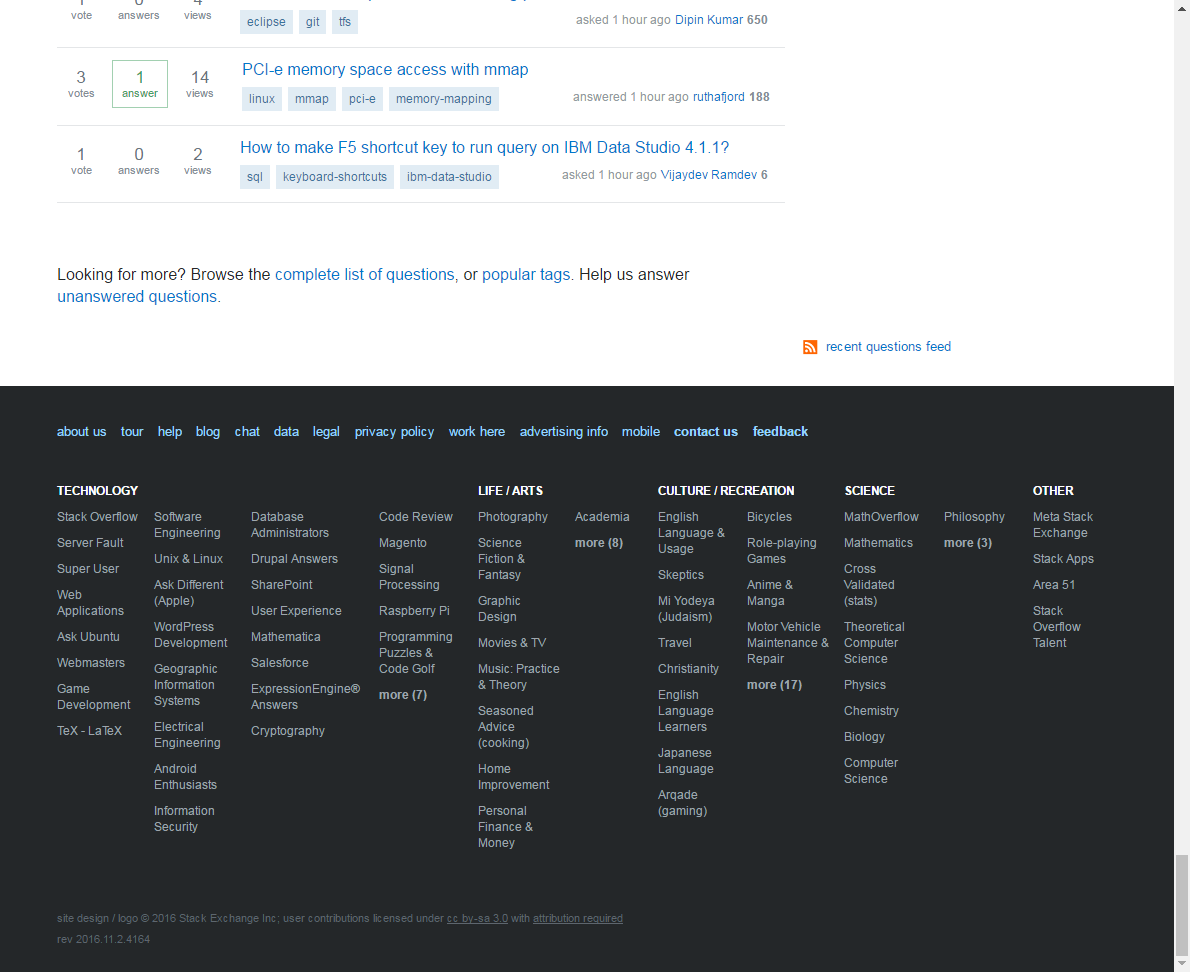 vote answers views
eclipse git tfs
asked 1 hour ago Dipin Kumar 650
3 votes
1 answer
14 views
PCI-e memory space access with mmap
linux mmap pci-e memory-mapping
answered 1 hour ago ruthafjord 188
1 vote
0 answers
2 views
How to make F5 shortcut key to run query on IBM Data Studio 4.1.1?
sql keyboard-shortcuts ibm-data-studio
asked 1 hour ago Vijaydev Ramdev 6
Looking for more? Browse the complete list of questions, or popular tags. Help us answer
unanswered questions.
recent questions feed
about us tour help blog chat data legal privacy policy work here advertising info mobile contact us feedback
TECHNOLOGY
Stack Overflow
Server Fault
Super User
Web
Applications
Ask Ubuntu
Webmasters
Game
Development
TeX - LaTeX
Software
Engineering
Unix & Linux
Ask Different
(Apple)
WordPress
Development
Geographic
Information
Systems
Electrical
Engineering
Android
Enthusiasts
Information
Security
Database
Administrators
Drupal Answers
SharePoint
User Experience
Mathematica
Salesforce
ExpressionEngine®
Answers
Cryptography
Code Review
Magento
Signal
Processing
Raspberry Pi
Programming
Puzzles &
Code Golf
more (7)
LIFE / ARTS
Photography
Science
Fiction &
Fantasy
Graphic
Design
Movies & TV
Music: Practice
& Theory
Seasoned
Advice
(cooking)
Home
Improvement
Personal
Finance &
Money
Academia
more (8)
CULTURE / RECREATION
English
Language &
Usage
Skeptics
Mi Yodeya
(Judaism)
Travel
Christianity
English
Language
Learners
Japanese
Language
Arqade
(gaming)
Bicycles
Role-playing
Games
Anime &
Manga
Motor Vehicle
Maintenance &
Repair
more (17)
SCIENCE
MathOverflow
Mathematics
Cross
Validated
(stats)
Theoretical
Computer
Science
Physics
Chemistry
Biology
Computer
Science
Philosophy
more (3)
OTHER
Meta Stack
Exchange
Stack Apps
Area 51
Stack
Overflow
Talent
site design / logo © 2016 Stack Exchange Inc; user contributions licensed under cc by-sa 3.0 with attribution required
rev 2016.11.2.4164